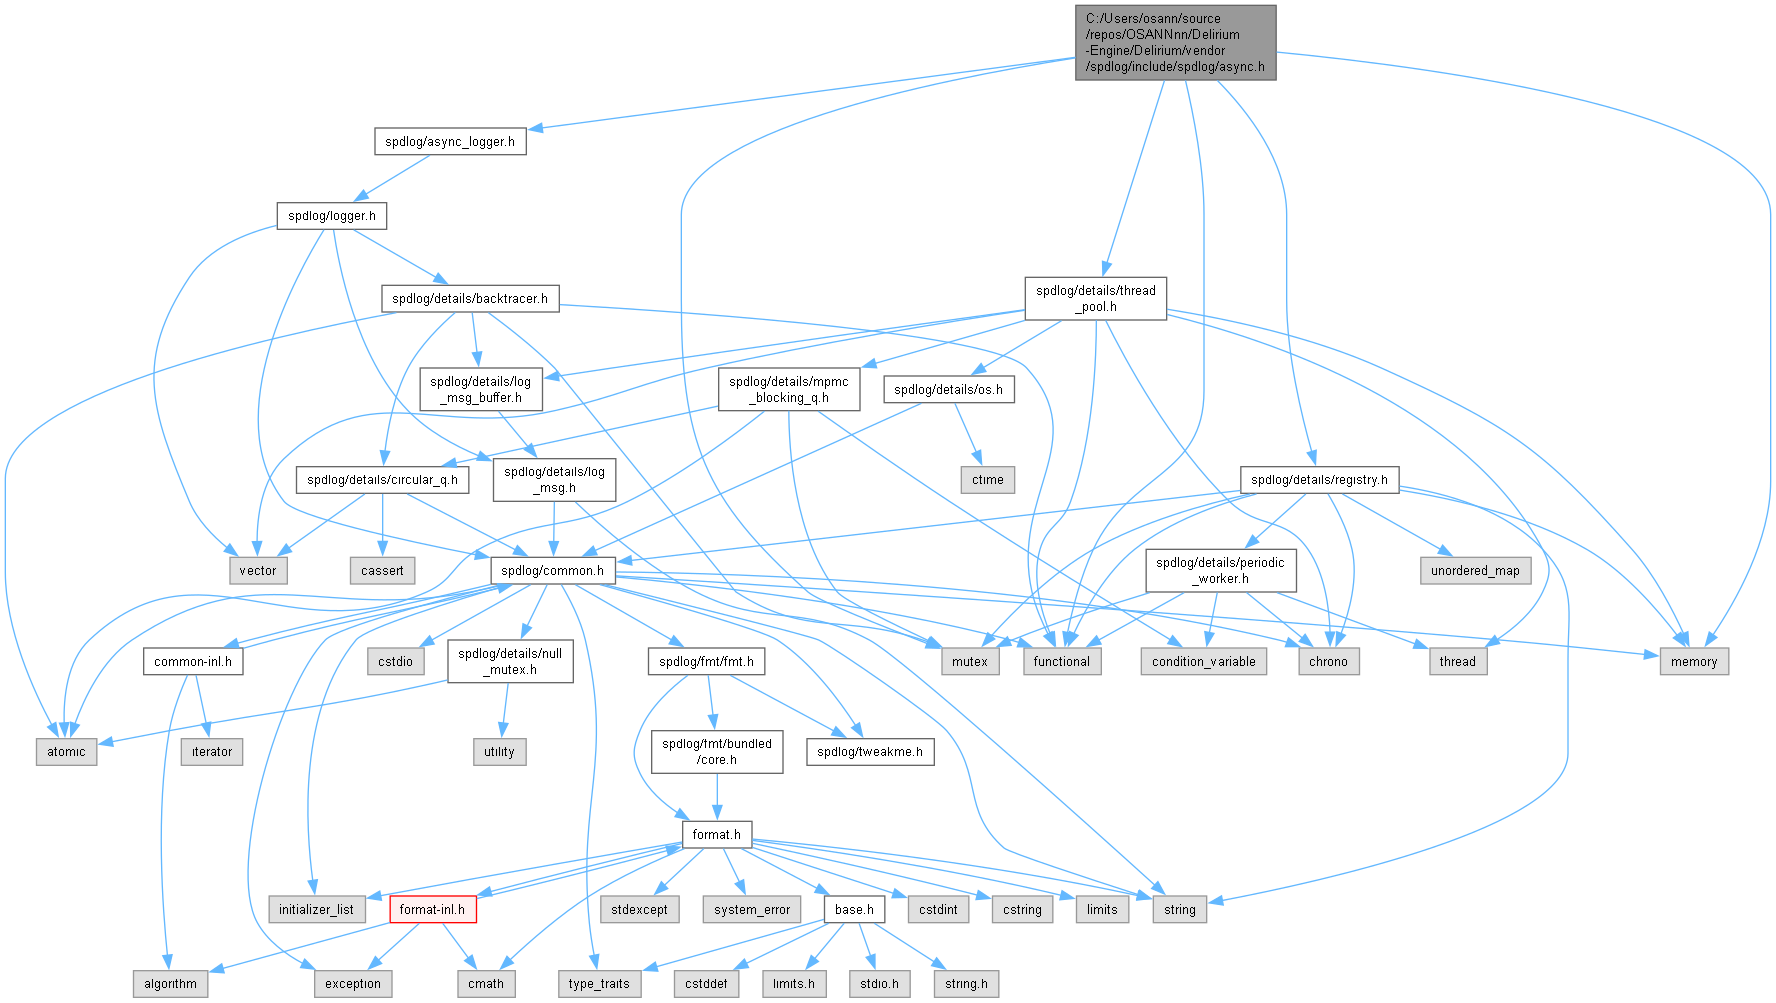 C:/Users/osann/source
/repos/OSANNnn/Delirium
-Engine/Delirium/vendor
/spdlog/include/spdlog/async.h
spdlog/async_logger.h
spdlog/logger.h
spdlog/details/backtracer.h
spdlog/details/thread
_pool.h
spdlog/details/log
_msg_buffer.h
spdlog/details/mpmc
_blocking_q.h
spdlog/details/os.h
spdlog/details/circular_q.h
spdlog/details/log
_msg.h
ctime
spdlog/details/registry.h
vector
cassert
spdlog/common.h
spdlog/details/periodic
_worker.h
unordered_map
common-inl.h
cstdio
spdlog/details/null
_mutex.h
spdlog/fmt/fmt.h
mutex
functional
condition_variable
chrono
thread
memory
atomic
iterator
utility
spdlog/fmt/bundled
/core.h
spdlog/tweakme.h
format.h
initializer_list
format-inl.h
stdexcept
system_error
base.h
cstdint
cstring
limits
string
algorithm
exception
cmath
type_traits
cstddef
limits.h
stdio.h
string.h